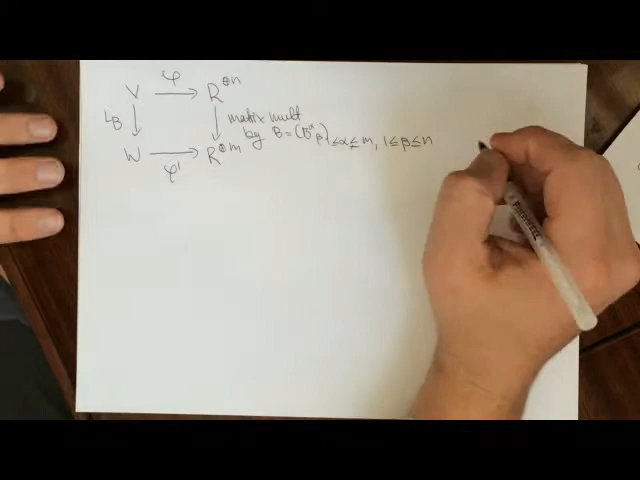 V —φ→ R^{⊕n}
L_B ↓ ↓ matrix mult
by B = (B^α_β)_{1≤α≤m, 1≤β≤n}
W —φ'→ R^{⊕m}